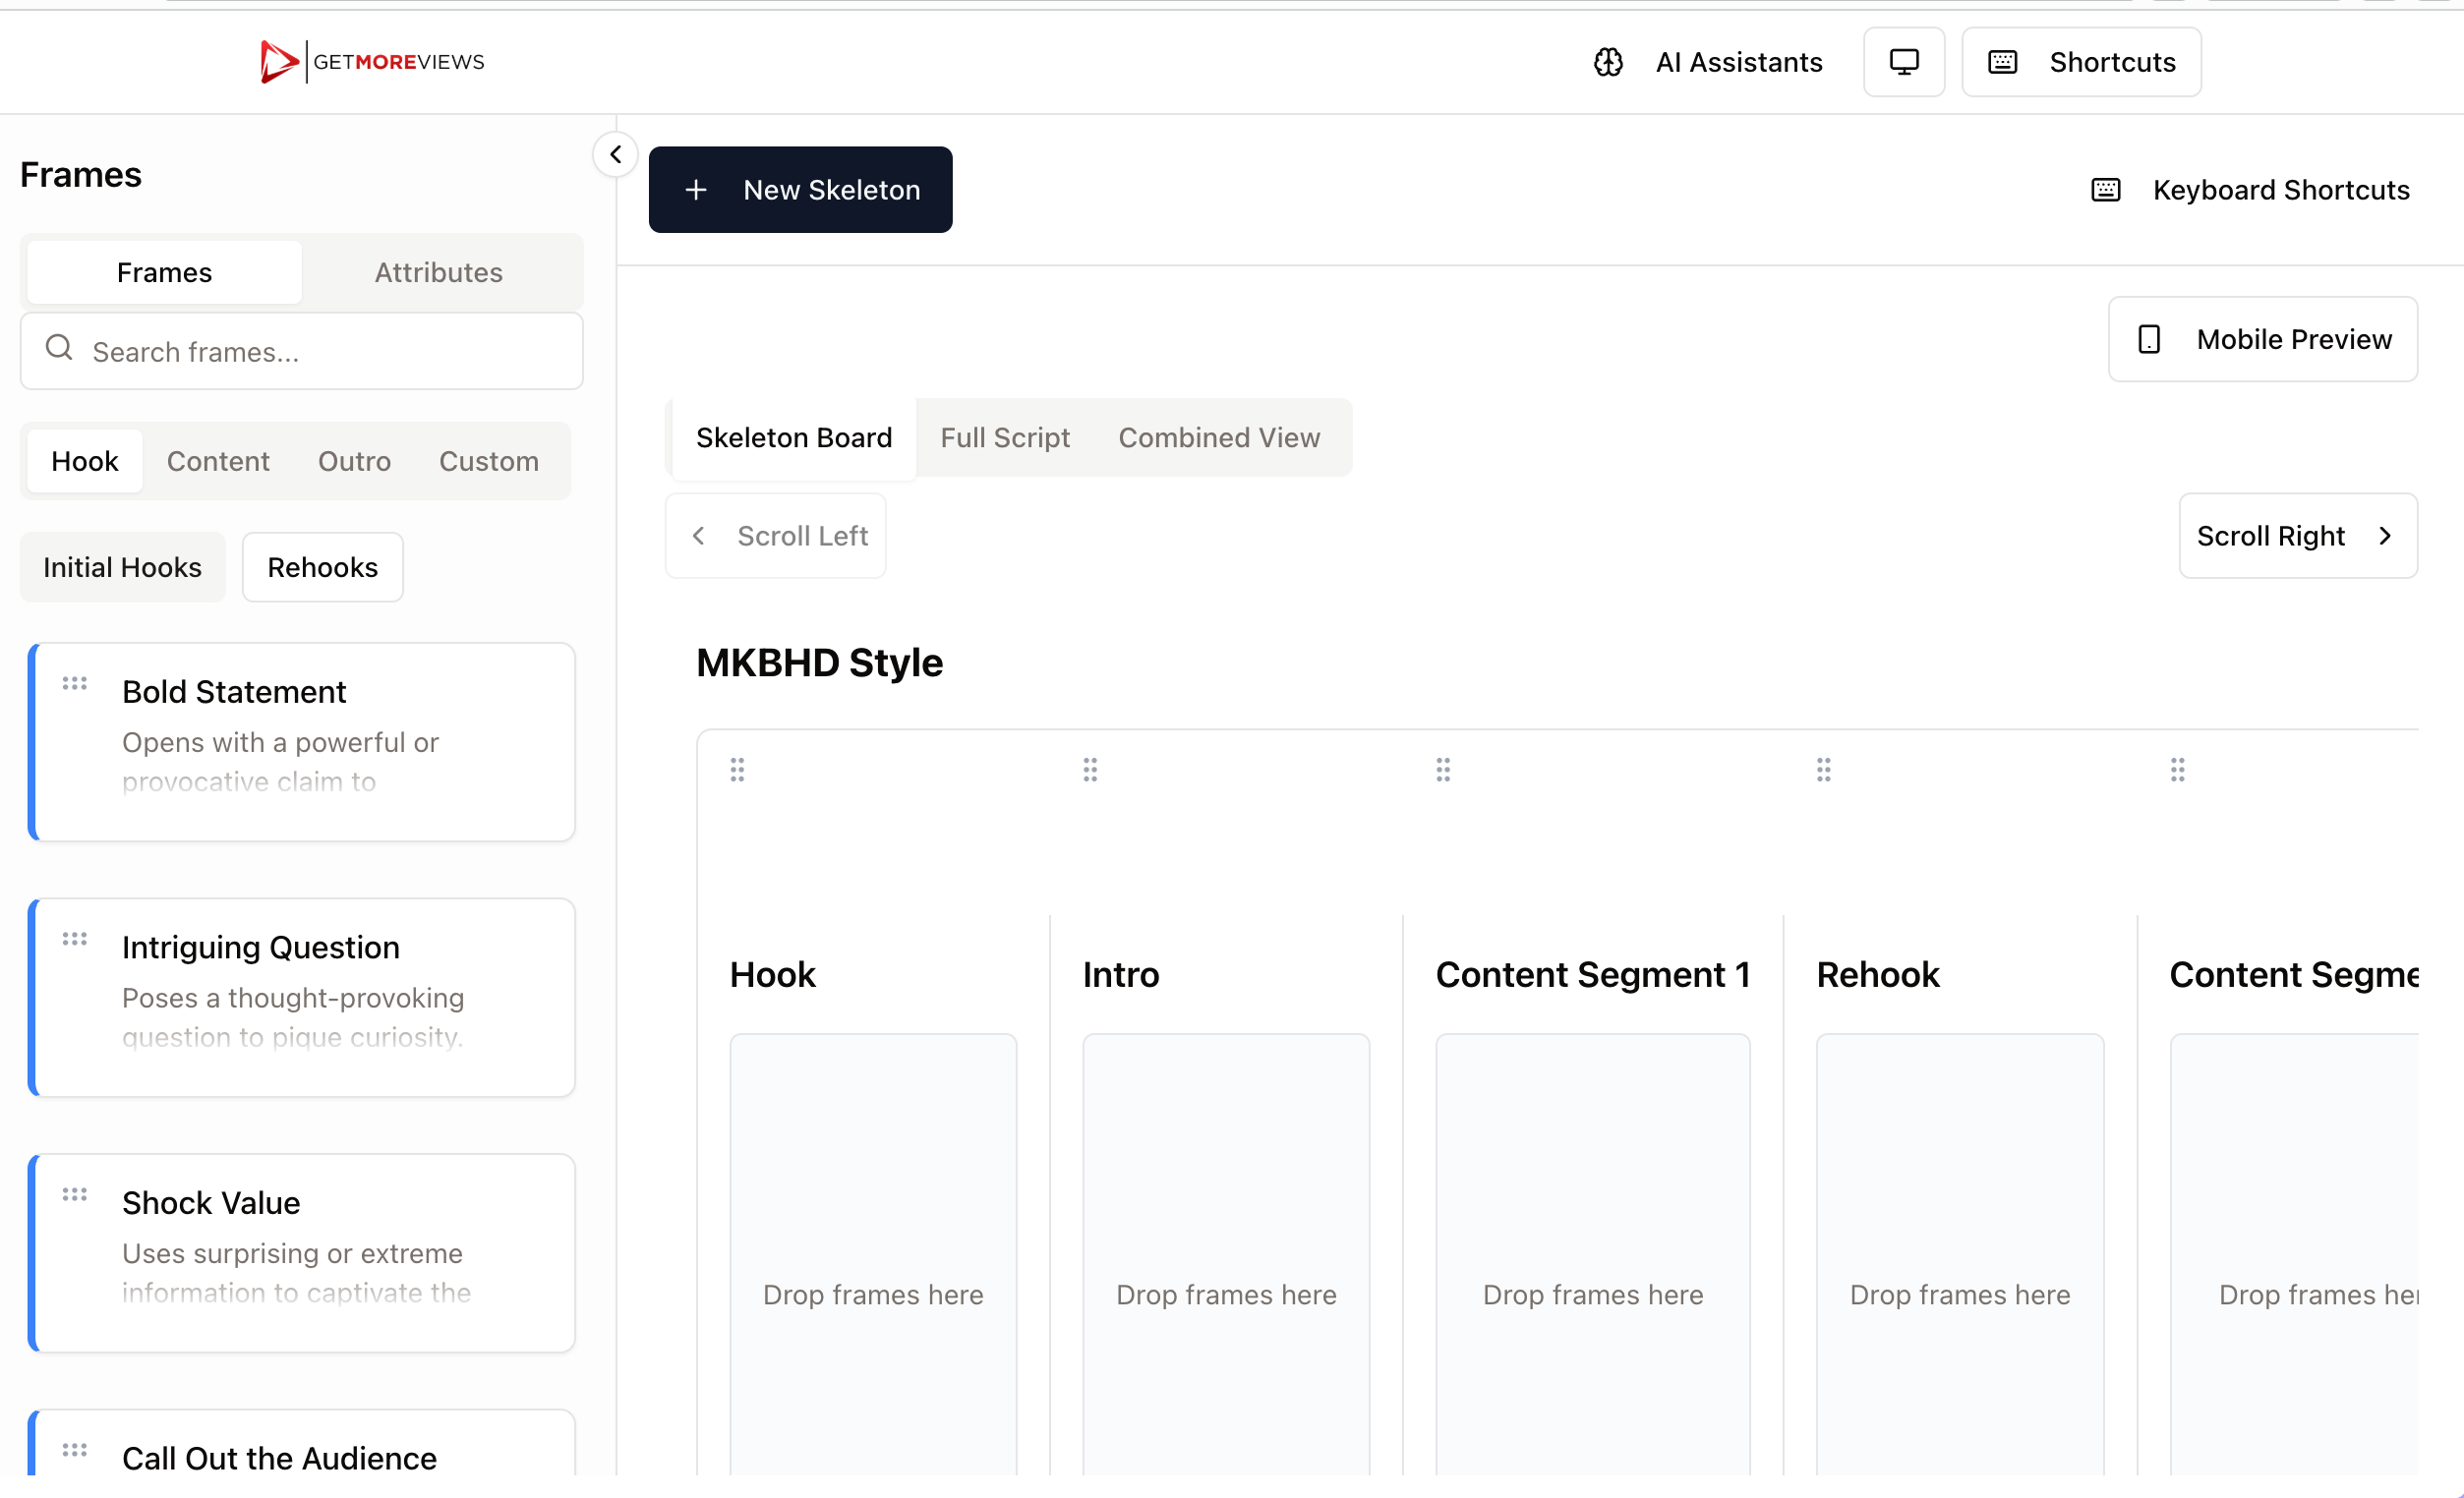 GETMOREVIEWS
AI Assistants
Shortcuts
Frames
New Skeleton
Keyboard Shortcuts
Frames
Attributes
Search frames...
Mobile Preview
Hook
Content
Outro
Custom
Skeleton Board
Full Script
Combined View
Initial Hooks
Rehooks
Scroll Left
Scroll Right
Bold Statement
Opens with a powerful or
provocative claim to
Intriguing Question
Poses a thought-provoking
question to pique curiosity.
Shock Value
Uses surprising or extreme
information to captivate the
Call Out the Audience
MKBHD Style
Hook
Intro
Content Segment 1
Rehook
Content Segme
Drop frames here
Drop frames here
Drop frames here
Drop frames here
Drop frames her